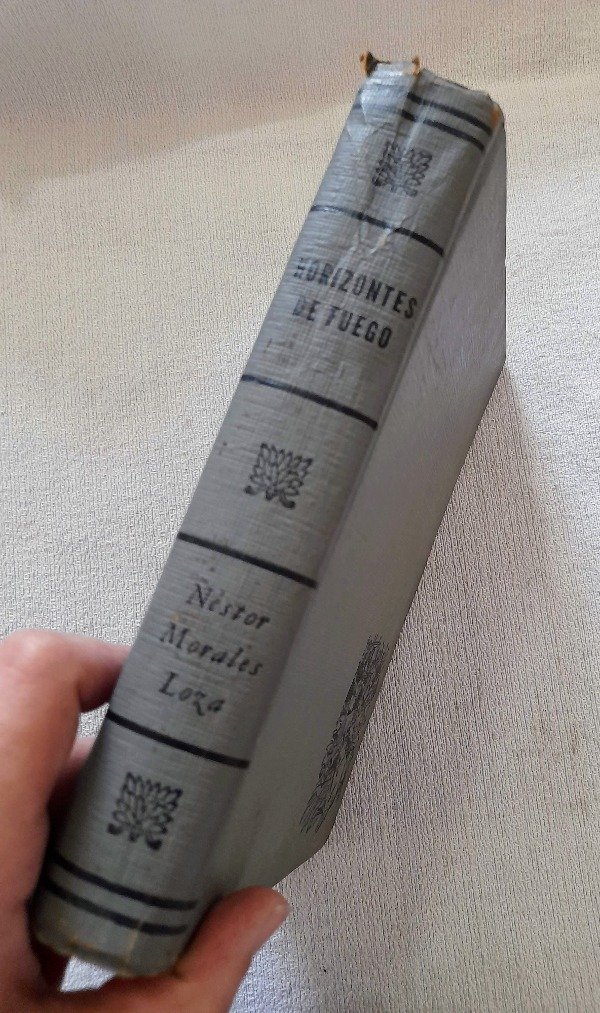 HORIZONTES
DE FUEGO
Néstor
Morales
Loza